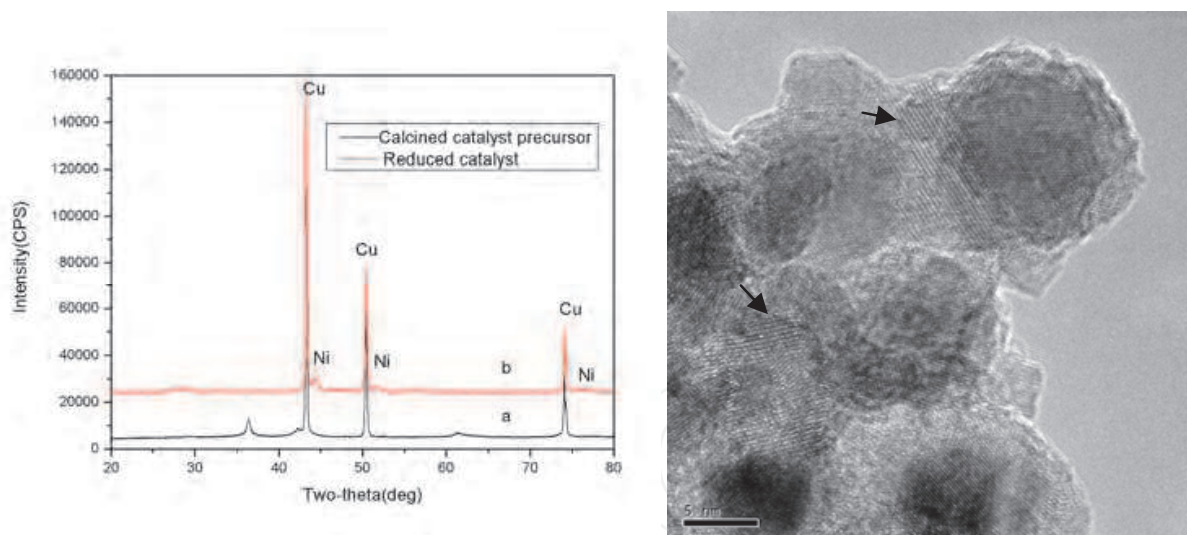 160000
140000
120000
100000
80000
60000
40000
20000
0
Intensity(CPS)
Cu
Calcined catalyst precursor
Reduced catalyst
Cu
Cu
Ni
Ni
b
Ni
a
20 30 40 50 60 70 80
Two-theta(deg)
5 nm